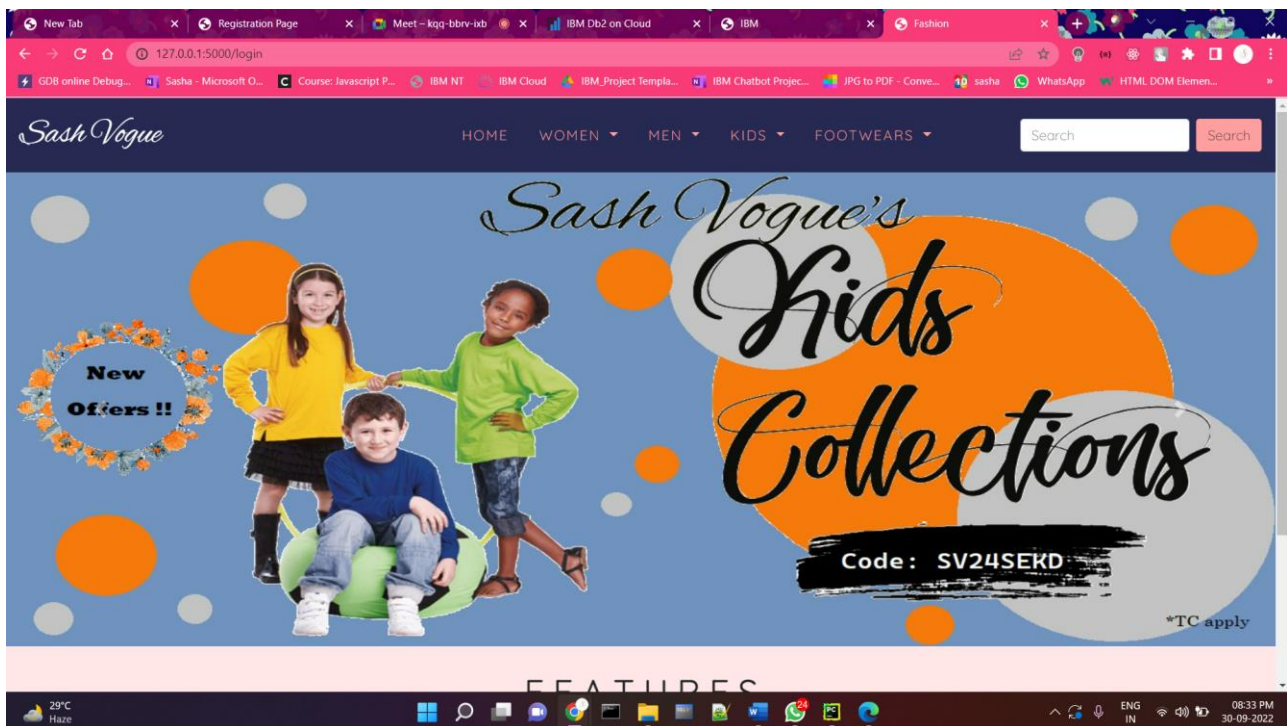 New Tab
Registration Page
Meet – kqq-bbrv-ixb
IBM Db2 on Cloud
IBM
Fashion
127.0.0.1:5000/login
GDB online Debug...
Sasha - Microsoft O...
Course: Javascript P...
IBM NT
IBM Cloud
IBM_Project Templa...
IBM Chatbot Projec...
JPG to PDF - Conve...
sasha
WhatsApp
HTML DOM Elemen...
»
Sash Vogue
HOME WOMEN MEN KIDS FOOTWEARS
Search
Search
Sash Vogue's
Kids
Collections
New
Offers !!
Code: SV24SEKD
*TC apply
FEATURES
29°C
Haze
24
ENG
IN
08:33 PM
30-09-2022